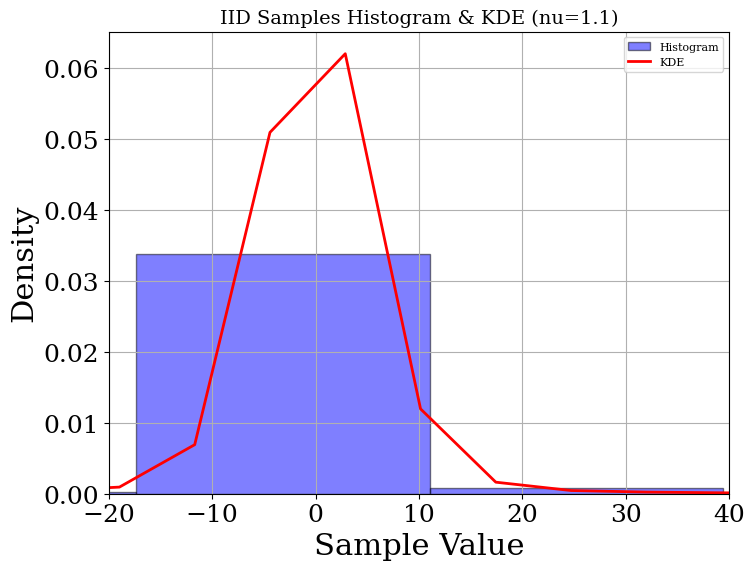 IID Samples Histogram & KDE (nu=1.1)
Histogram
KDE
Density
0.06
0.05
0.04
0.03
0.02
0.01
0.00
−20 −10 0 10 20 30 40
Sample Value